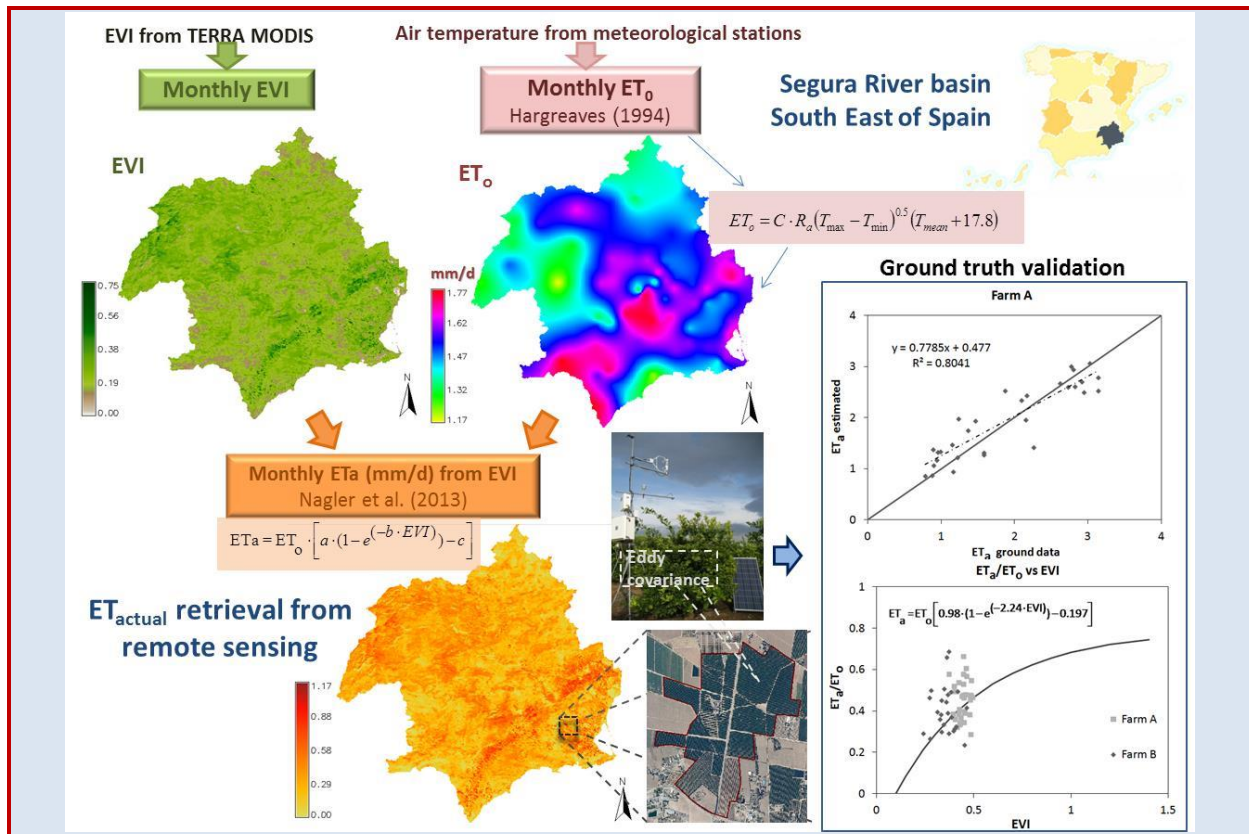 EVI from TERRA MODIS
Air temperature from meteorological stations
Monthly EVI
Monthly ET₀
Hargreaves (1994)
Segura River basin
South East of Spain
EVI
ETₒ
ETₒ = C · Rₐ(Tₘₐₓ − Tₘᵢₙ)^0.5 (T_mean + 17.8)
mm/d
0.75
0.56
0.38
0.19
0.00
N
1.77
1.62
1.47
1.32
1.17
N
Monthly ETa (mm/d) from EVI
Nagler et al. (2013)
ETa = ETₒ · [a · (1 − e^(−b · EVI)) − c]
ET_actual retrieval from
remote sensing
1.17
0.88
0.58
0.29
0.00
N
Eddy
covariance
N
Ground truth validation
Farm A
y = 0.7785x + 0.477
R² = 0.8041
ETₐ estimated
4
3
2
1
0
0 1 2 3 4
ETₐ ground data
ETₐ/ETₒ vs EVI
ETₐ=ETₒ[0.98·(1−e^(−2.24·EVI))−0.197]
ETₐ/ETₒ
1
0.8
0.6
0.4
0.2
0
Farm A
Farm B
0 0.5 1 1.5
EVI